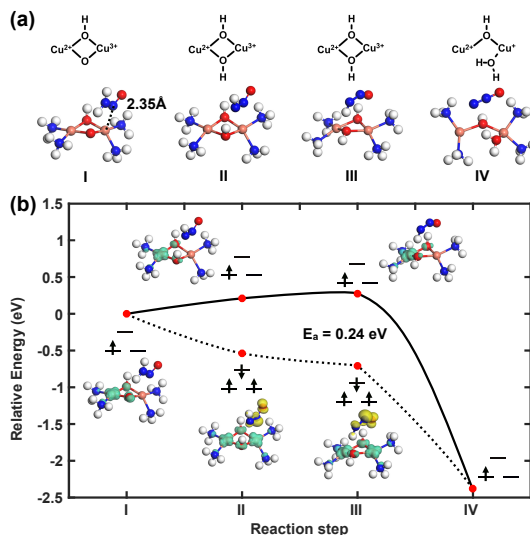 (a)
H H H H
O O O O
Cu²⁺ Cu³⁺ Cu²⁺ Cu³⁺ Cu²⁺ Cu³⁺ Cu²⁺ Cu⁺
O O O H-O
H H H
2.35Å
I II III IV
(b)
1.5
1
0.5
0
-0.5
-1
-1.5
-2
-2.5
Relative Energy (eV)
Eₐ = 0.24 eV
I II III IV
Reaction step